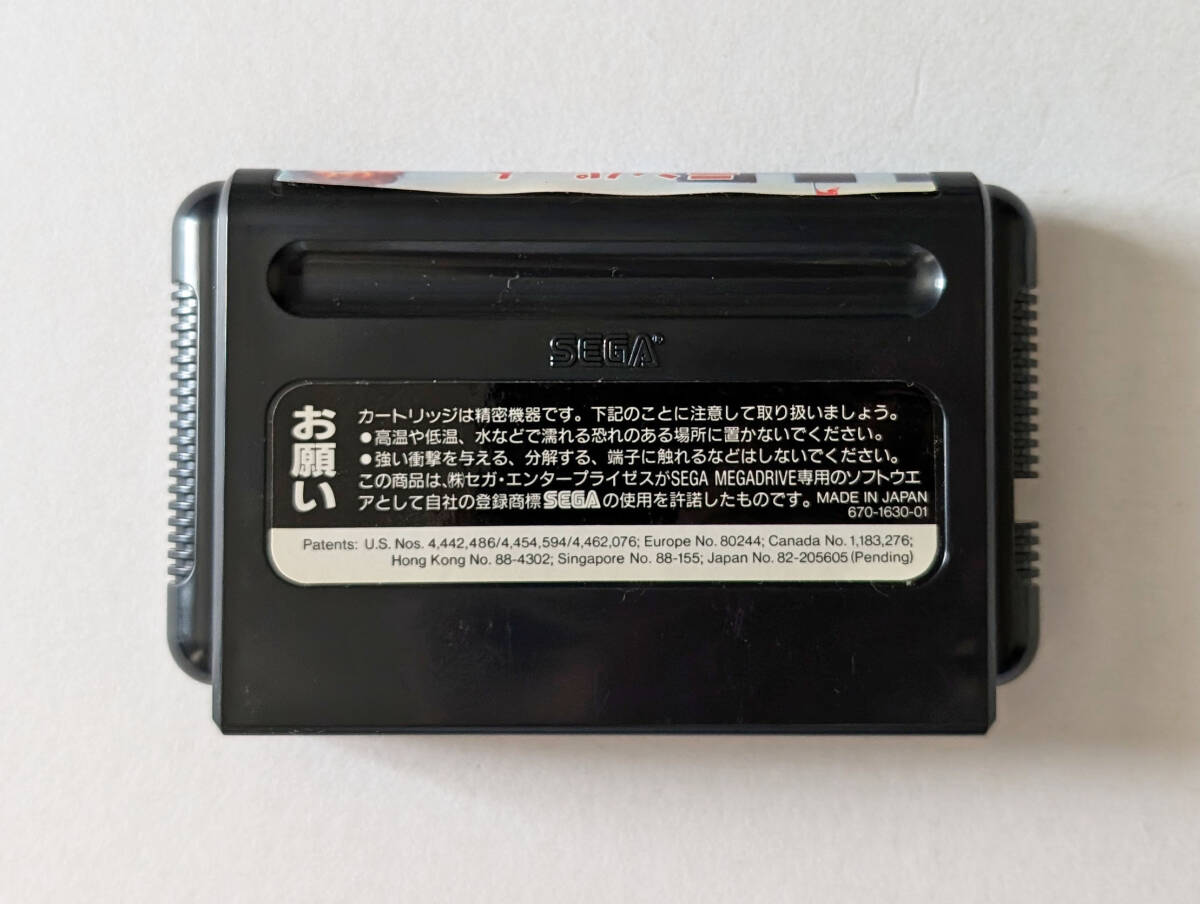 SEGA
お願い
カートリッジは精密機器です。下記のことに注意して取り扱いましょう。
●高温や低温、水などで濡れる恐れのある場所に置かないでください。
●強い衝撃を与える、分解する、端子に触れるなどはしないでください。
この商品は、㈱セガ・エンタープライゼスがSEGA MEGADRIVE専用のソフトウエ
アとして自社の登録商標SEGAの使用を許諾したものです。 MADE IN JAPAN
670-1630-01
Patents: U.S. Nos. 4,442,486/4,454,594/4,462,076; Europe No. 80244; Canada No. 1,183,276;
Hong Kong No. 88-4302; Singapore No. 88-155; Japan No. 82-205605 (Pending)